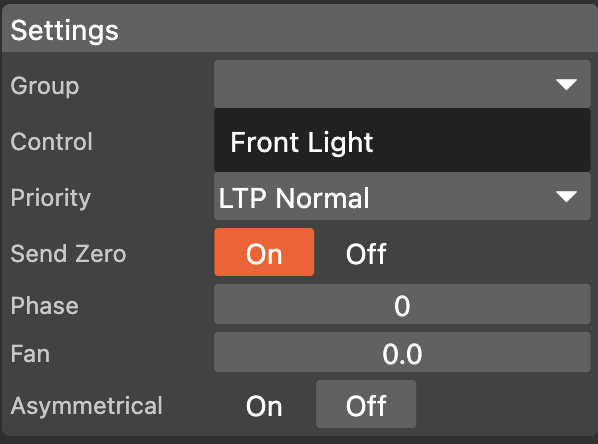 Settings
Group
Control Front Light
Priority LTP Normal
Send Zero On Off
Phase 0
Fan 0.0
Asymmetrical On Off